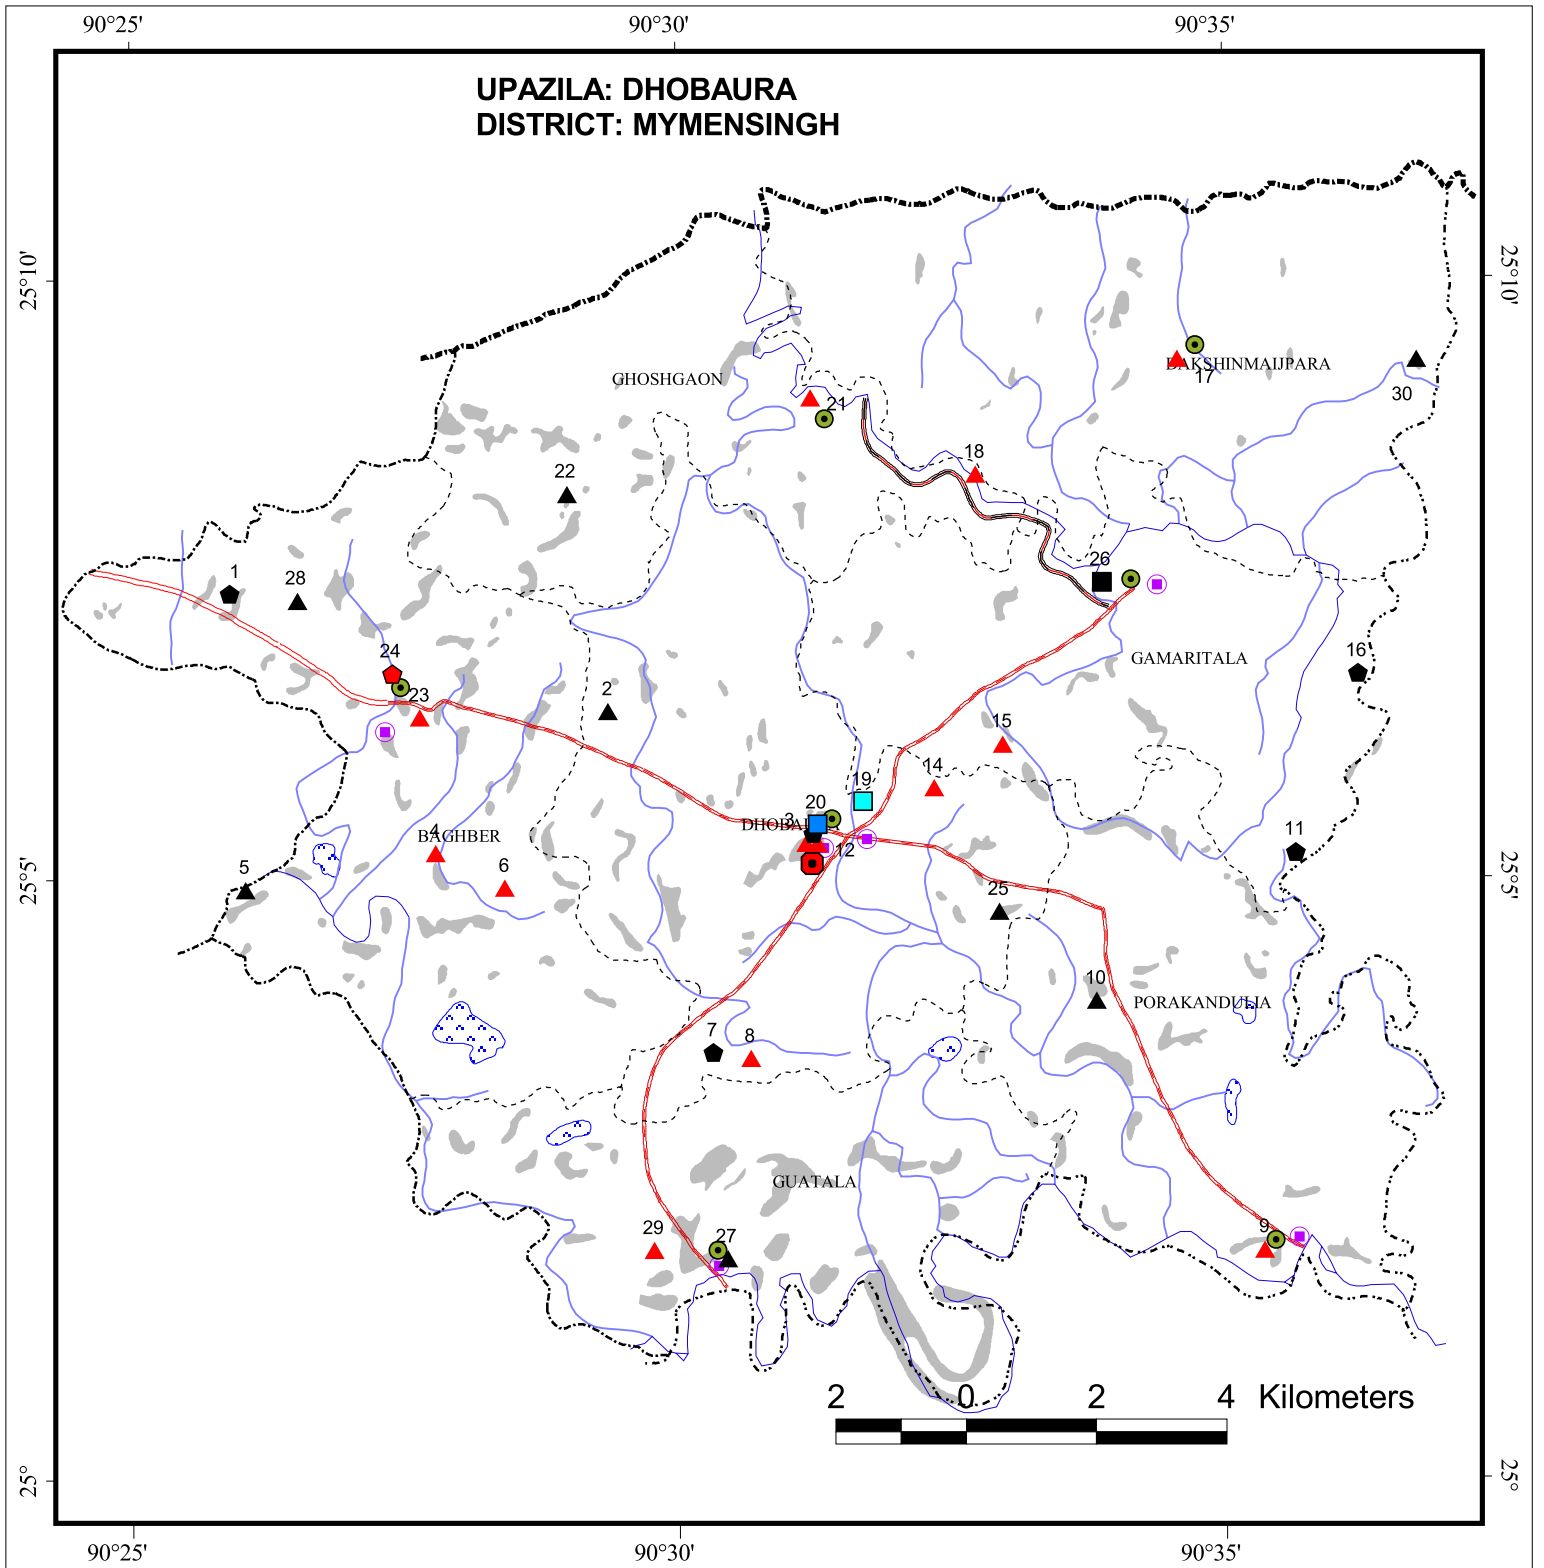 90°25' 90°30' 90°35'
UPAZILA: DHOBAURA
DISTRICT: MYMENSINGH
25°10' 25°10'
GHOSHGAON
DAKSHINMAIJPARA
17
30
21
18
22
26
1
28
24
GAMARITALA
16
23
2
15
14
19
20
3
DHOBAURA
BAGHBER
4
12
11
5
6
25°5' 25°5'
25
10
PORAKANDULIA
7
8
GUATALA
29
27
9
2 0 2 4 Kilometers
25° 25°
90°25' 90°30' 90°35'